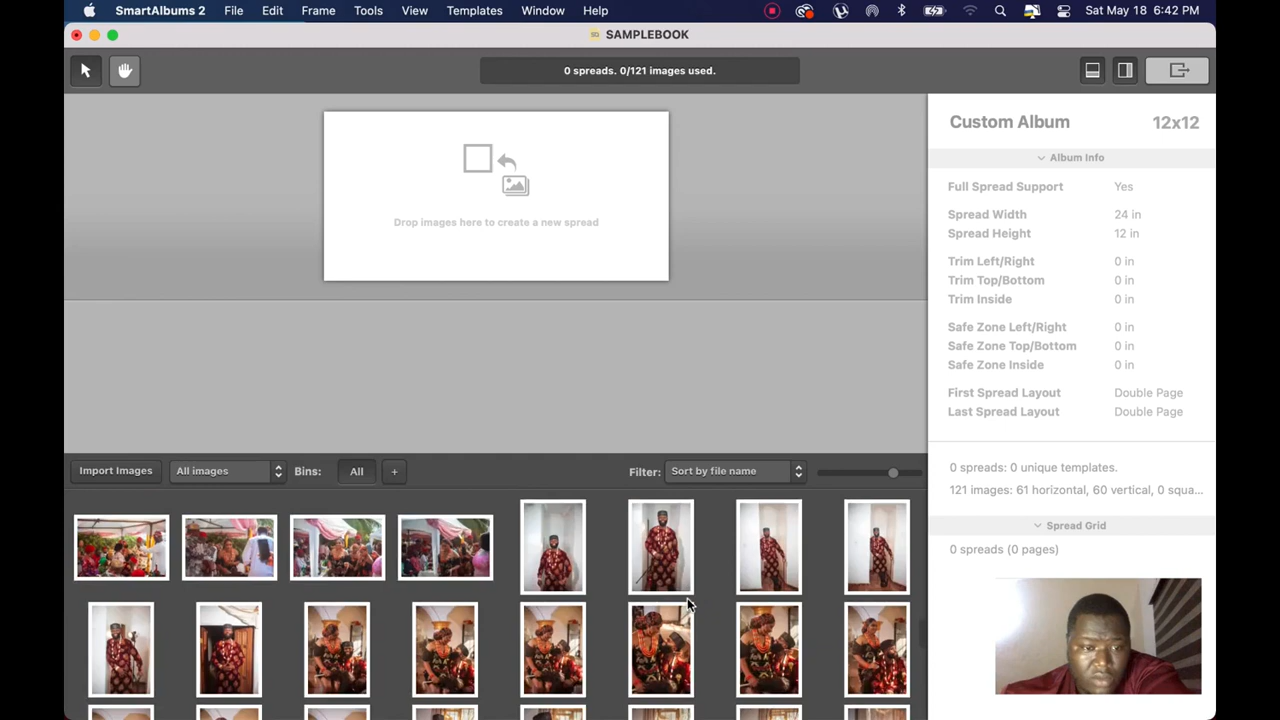 SmartAlbums 2 File Edit Frame Tools View Templates Window Help Sat May 18 6:42 PM
SAMPLEBOOK
0 spreads. 0/121 images used.
Custom Album 12x12
Album Info
Full Spread Support Yes
Spread Width 24 in
Spread Height 12 in
Trim Left/Right 0 in
Trim Top/Bottom 0 in
Trim Inside 0 in
Safe Zone Left/Right 0 in
Safe Zone Top/Bottom 0 in
Safe Zone Inside 0 in
First Spread Layout Double Page
Last Spread Layout Double Page
0 spreads: 0 unique templates.
121 images: 61 horizontal, 60 vertical, 0 squa...
Spread Grid
0 spreads (0 pages)
Drop images here to create a new spread
Import Images All images Bins: All + Filter: Sort by file name